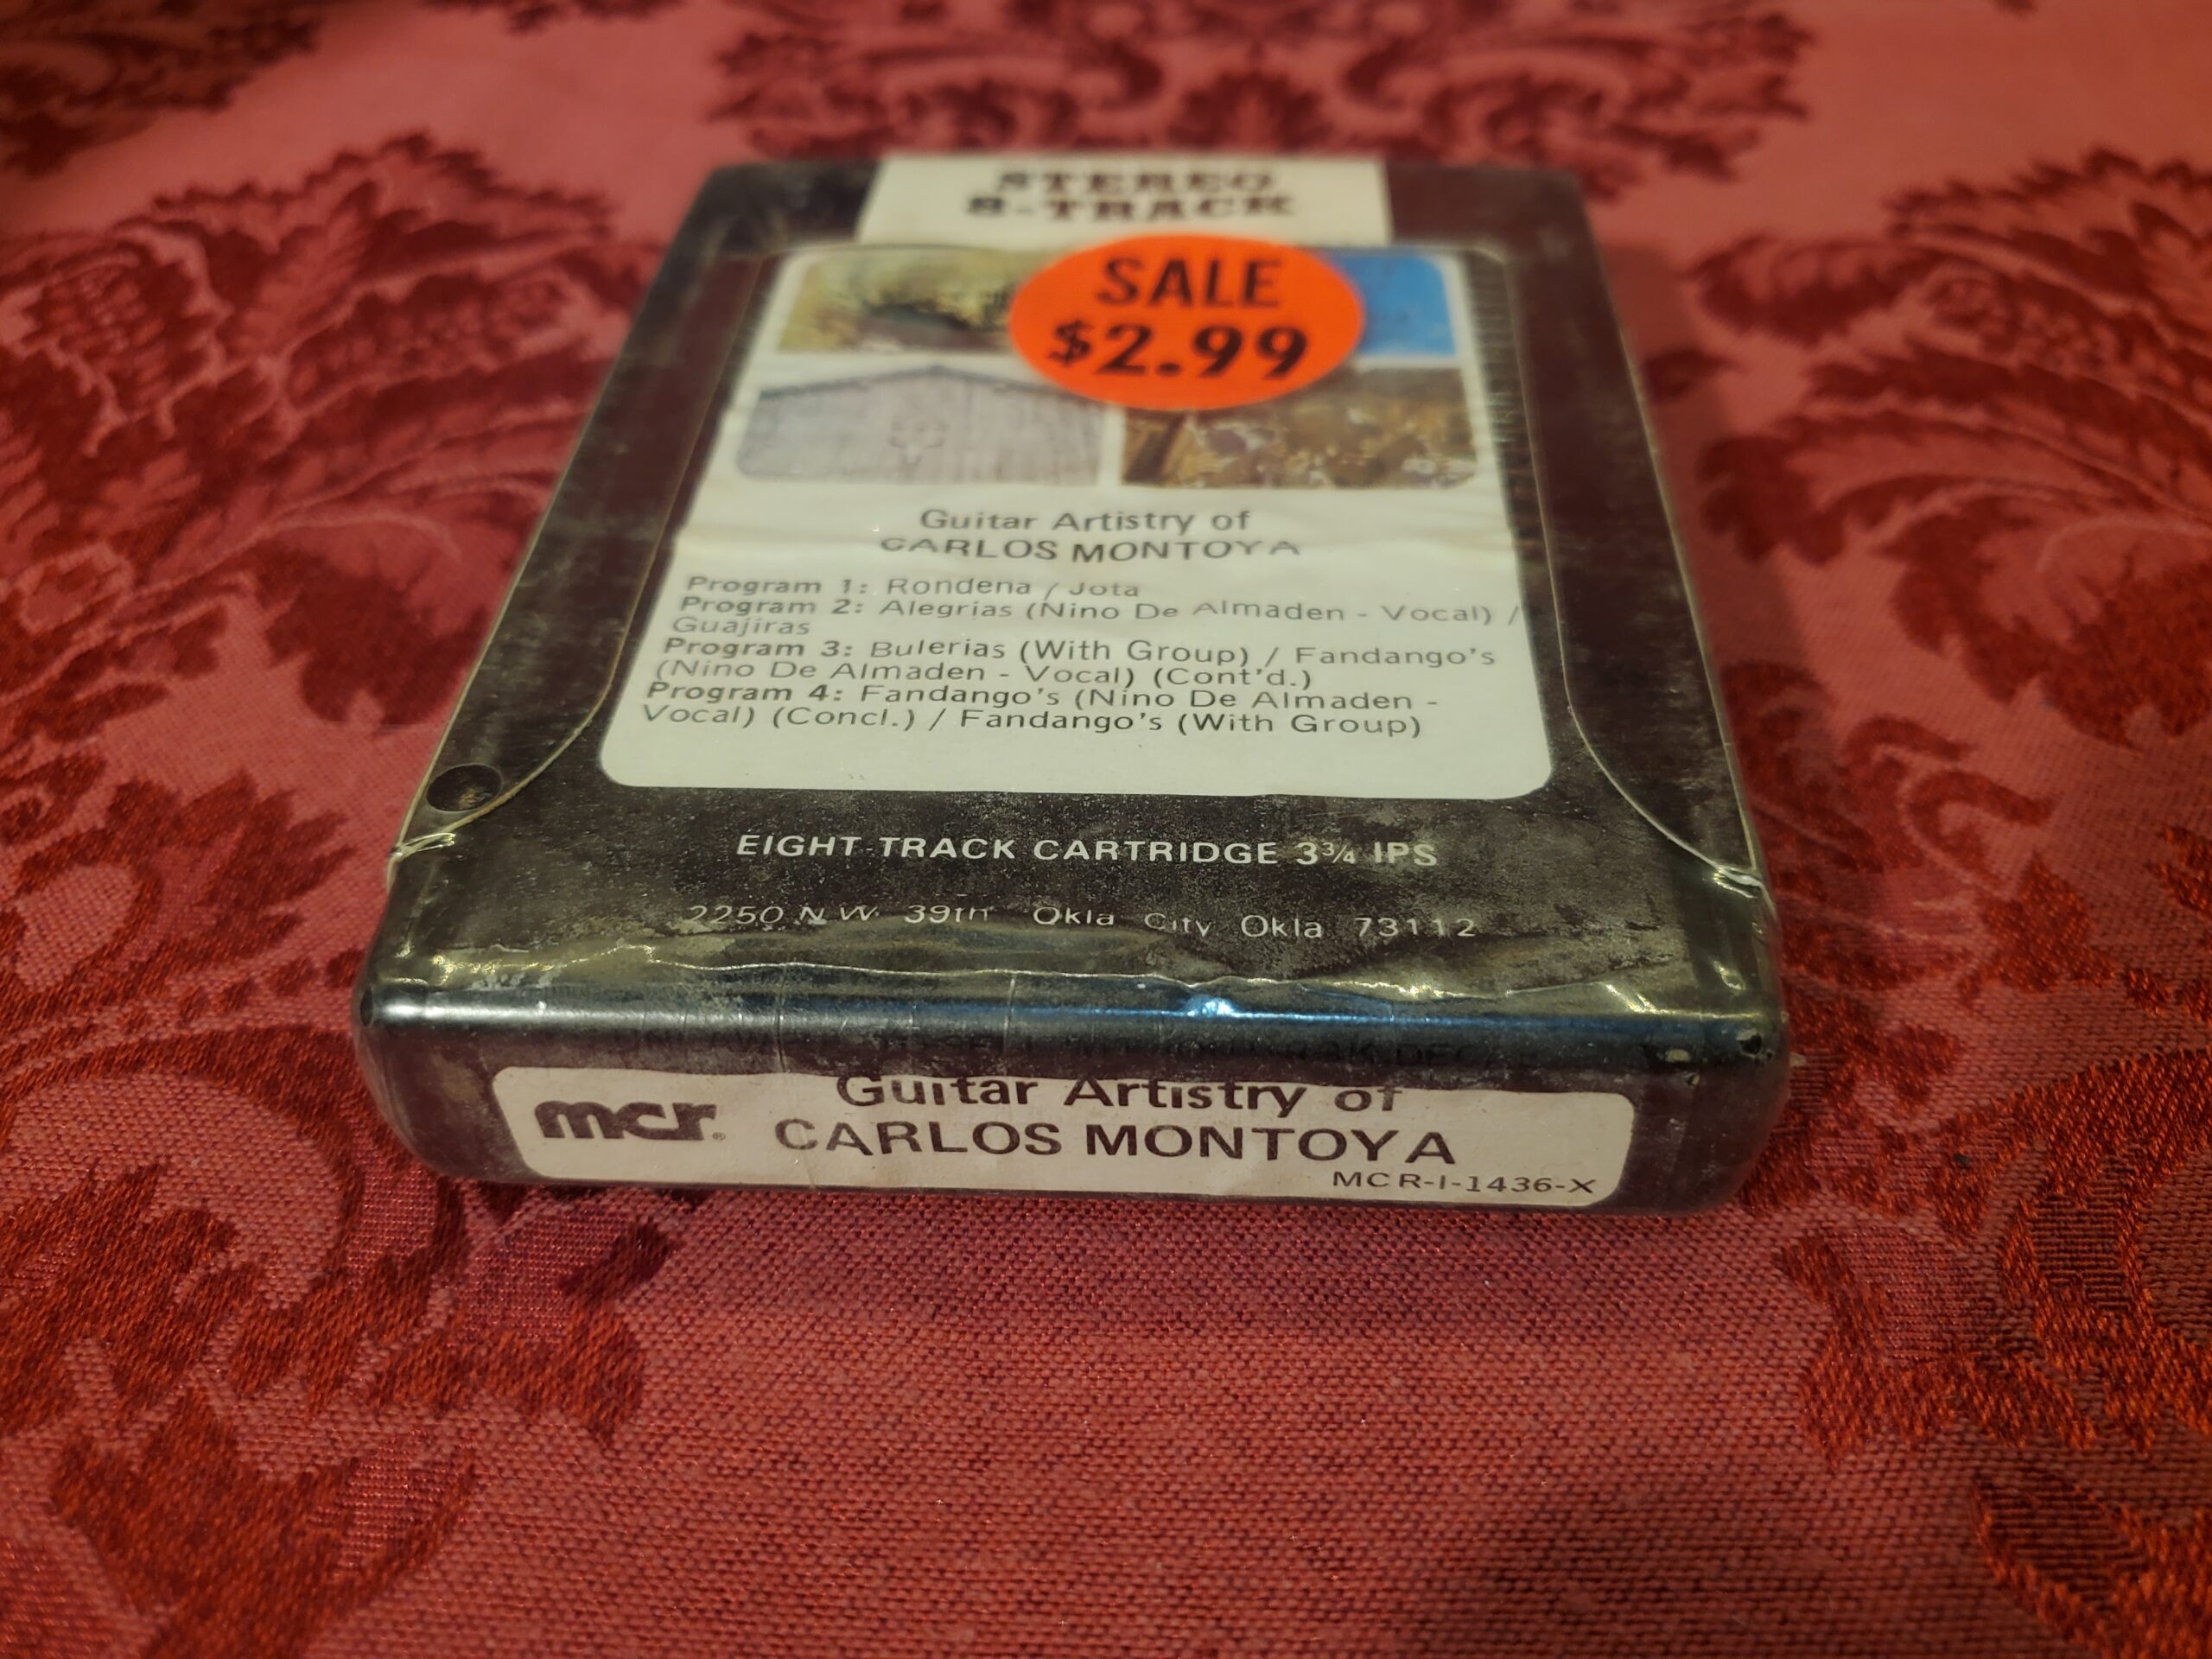 STEREO
8-TRACK
SALE
$2.99
Guitar Artistry of
CARLOS MONTOYA
Program 1: Rondena / Jota
Program 2: Alegrias (Nino De Almaden - Vocal) /
Guajiras
Program 3: Bulerias (With Group) / Fandango's
(Nino De Almaden - Vocal) (Cont'd.)
Program 4: Fandango's (Nino De Almaden -
Vocal) (Concl.) / Fandango's (With Group)
EIGHT-TRACK CARTRIDGE 3¾ IPS
2250 N W 39th Okla City Okla 73112
mcr®
Guitar Artistry of
CARLOS MONTOYA
MCR-I-1436-X